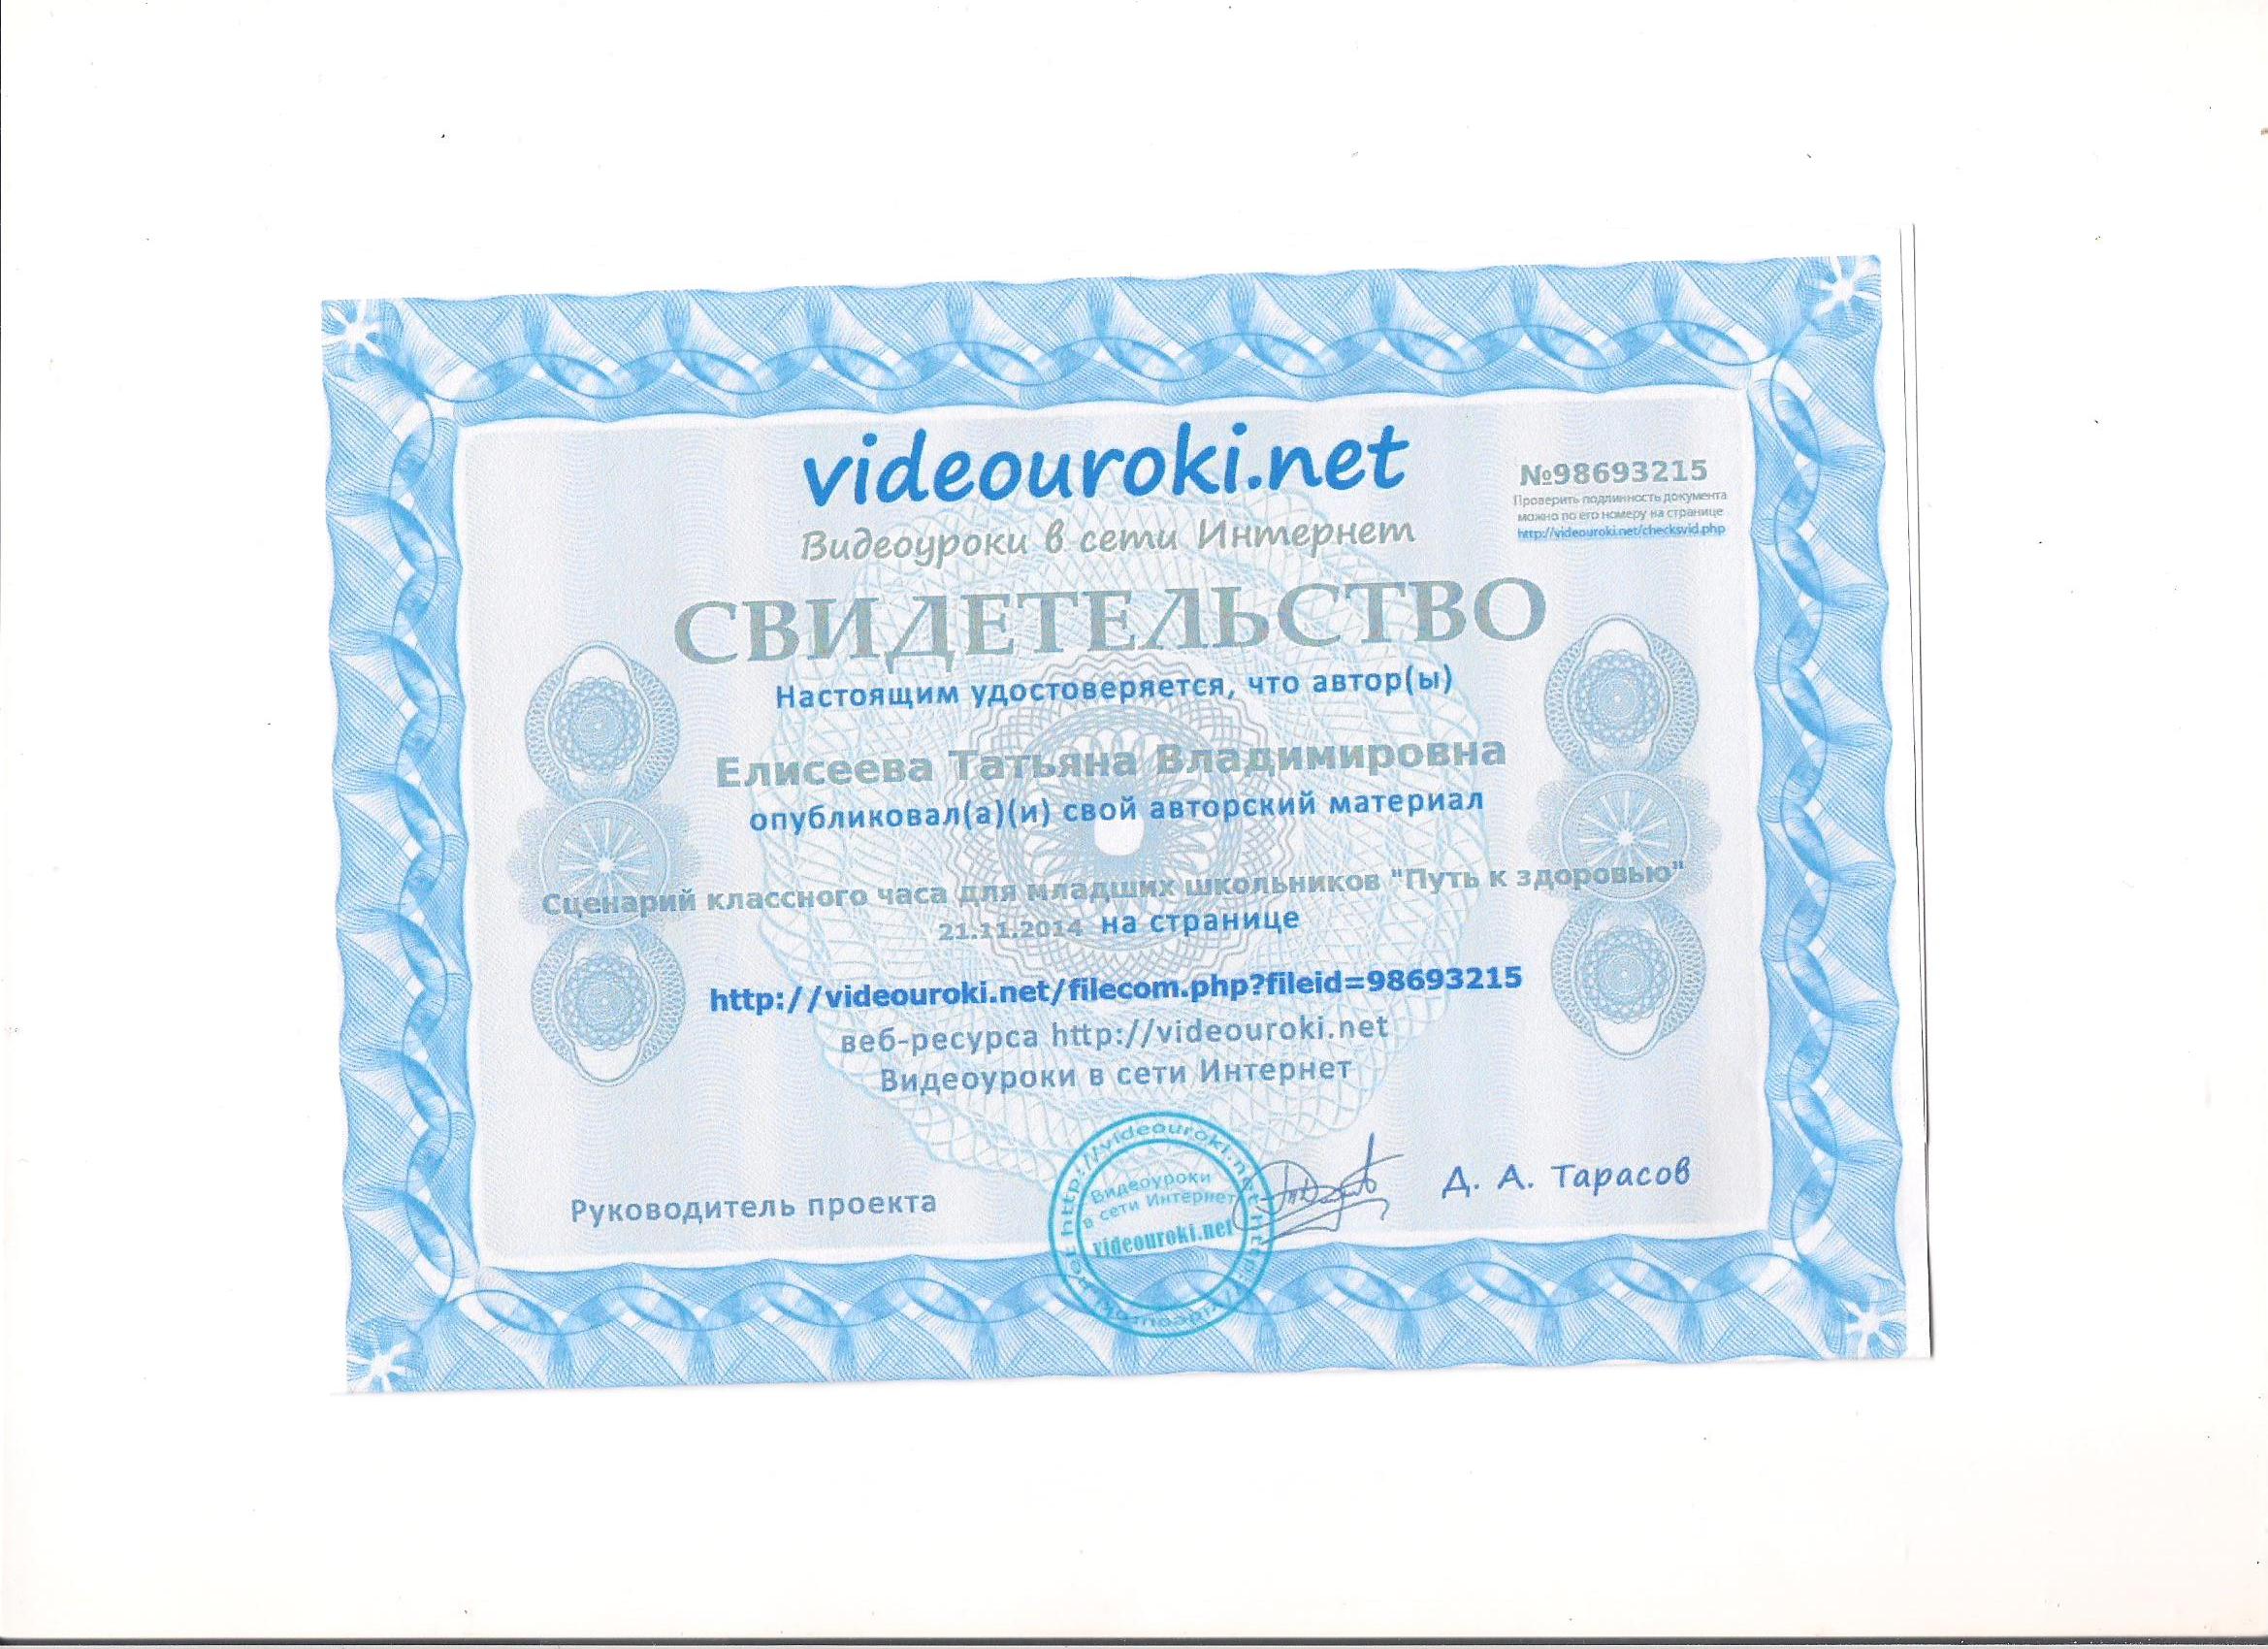 videouroki.net
Видеоуроки в сети Интернет
№98693215
Проверить подлинность документа
можно по его номеру на странице
http://videouroki.net/checksvid.php
СВИДЕТЕЛЬСТВО
Настоящим удостоверяется, что автор(ы)
Елисеева Татьяна Владимировна
опубликовал(а)(и) свой авторский материал
Сценарий классного часа для младших школьников "Путь к здоровью"
21.11.2014 на странице
http://videouroki.net/filecom.php?fileid=98693215
веб-ресурса http://videouroki.net
Видеоуроки в сети Интернет
Руководитель проекта
http://videouroki.net
Видеоуроки
в сети Интернет
videouroki.net
Д. А. Тарасов